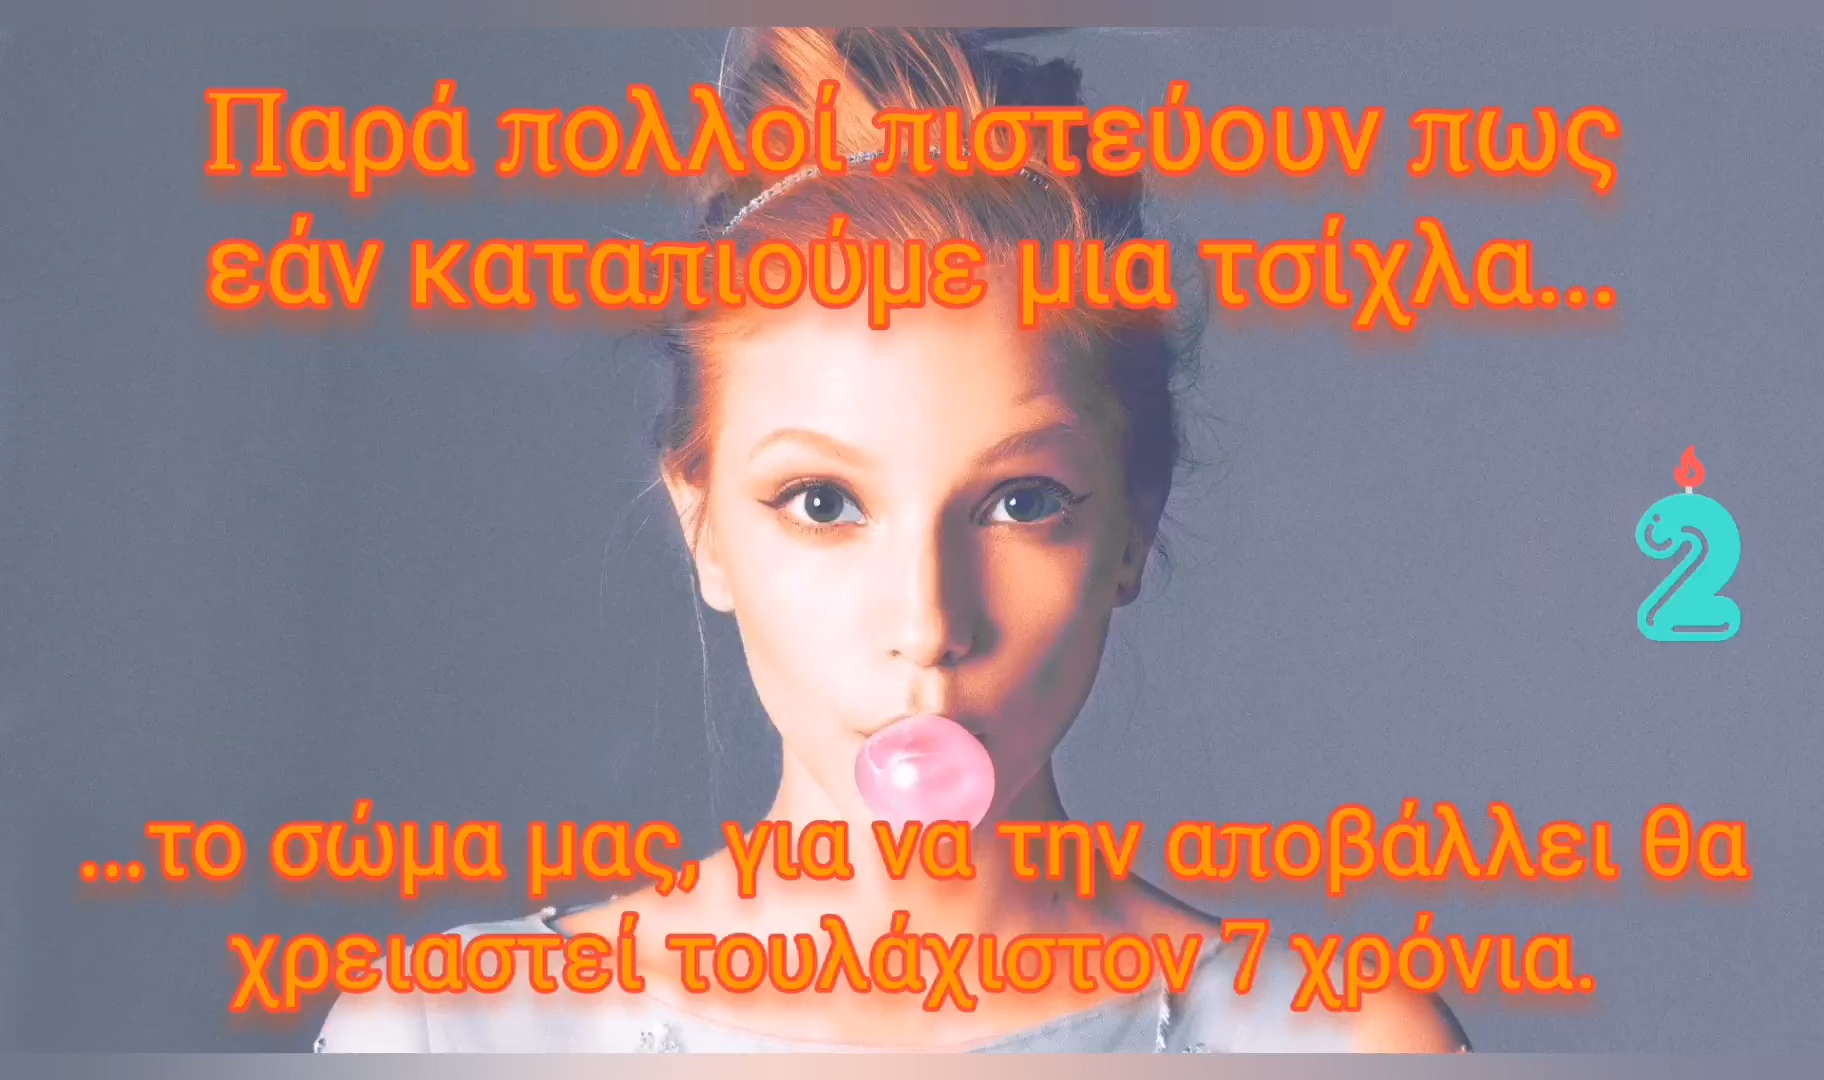 Παρά πολλοί πιστεύουν πως
εάν καταπιούμε μια τσίχλα...
2
...το σώμα μας, για να την αποβάλλει θα
χρειαστεί τουλάχιστον 7 χρόνια.